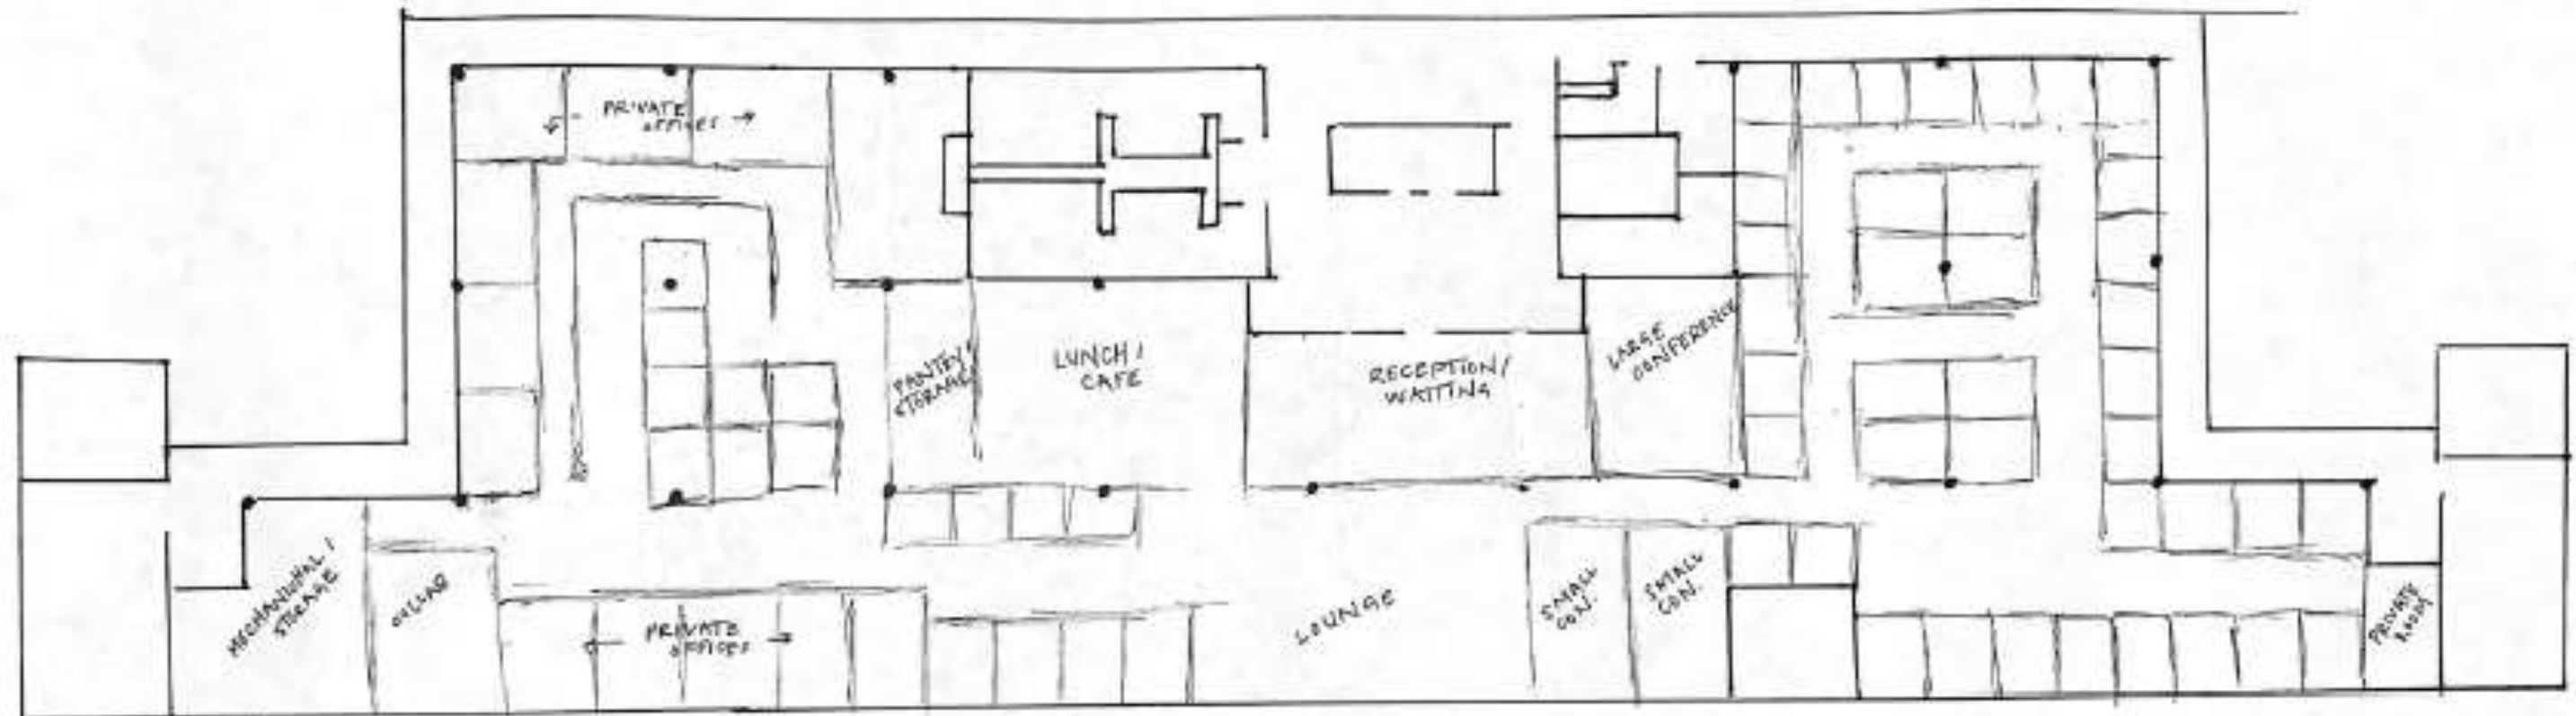 PRIVATE
OFFICES
PANTRY/
STORAGE
LUNCH/
CAFE
RECEPTION/
WAITING
LARGE
CONFERENCE
MECHANICAL/
STORAGE
PRIVATE
OFFICES
LOUNGE
SMALL
CON.
SMALL
CON.
PRIVATE
ROOM